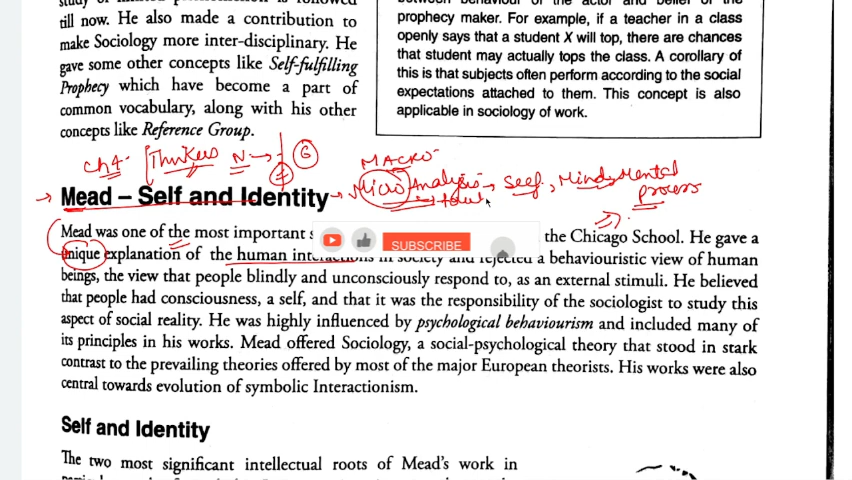 till now. He also made a contribution to
make Sociology more inter-disciplinary. He
gave some other concepts like Self-fulfilling
Prophecy which have become a part of
common vocabulary, along with his other
concepts like Reference Group.
between behaviour of the actor and belief of the
prophecy maker. For example, if a teacher in a class
openly says that a student X will top, there are chances
that student may actually tops the class. A corollary of
this is that subjects often perform according to the social
expectations attached to them. This concept is also
applicable in sociology of work.
Ch4. Thinkers N → 6
7
MACRO
Micro Analysis → Self, Mind, Mental
Process
Mead – Self and Identity
Mead was one of the most important s the Chicago School. He gave a
unique explanation of the human interactions in society and rejected a behaviouristic view of human
beings, the view that people blindly and unconsciously respond to, as an external stimuli. He believed
that people had consciousness, a self, and that it was the responsibility of the sociologist to study this
aspect of social reality. He was highly influenced by psychological behaviourism and included many of
its principles in his works. Mead offered Sociology, a social-psychological theory that stood in stark
contrast to the prevailing theories offered by most of the major European theorists. His works were also
central towards evolution of symbolic Interactionism.
SUBSCRIBE
Self and Identity
The two most significant intellectual roots of Mead's work in